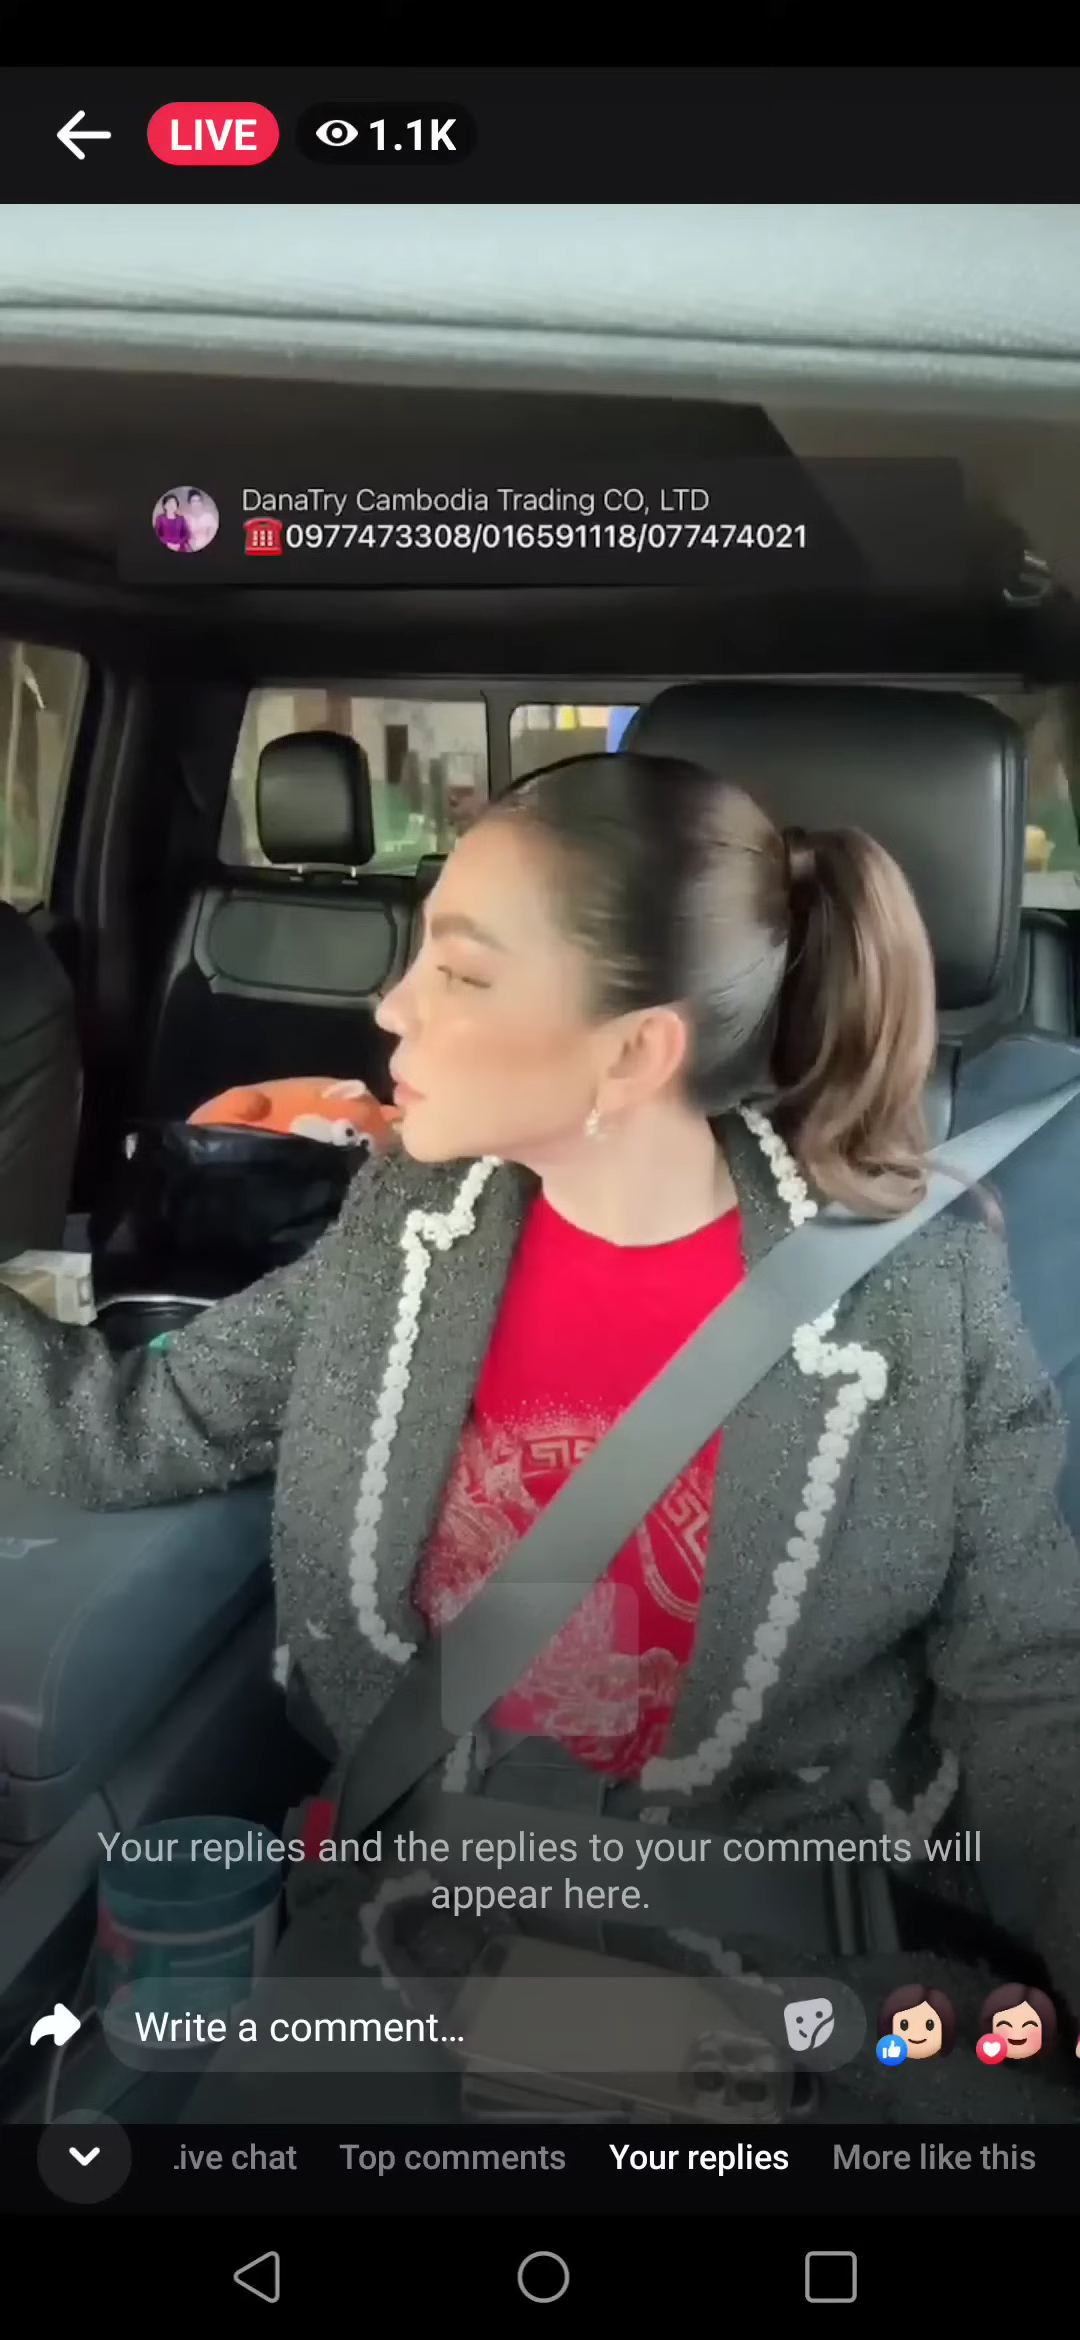 LIVE 1.1K
DanaTry Cambodia Trading CO, LTD
☎️0977473308/016591118/077474021
Your replies and the replies to your comments will
appear here.
Write a comment...
.ive chat Top comments Your replies More like this